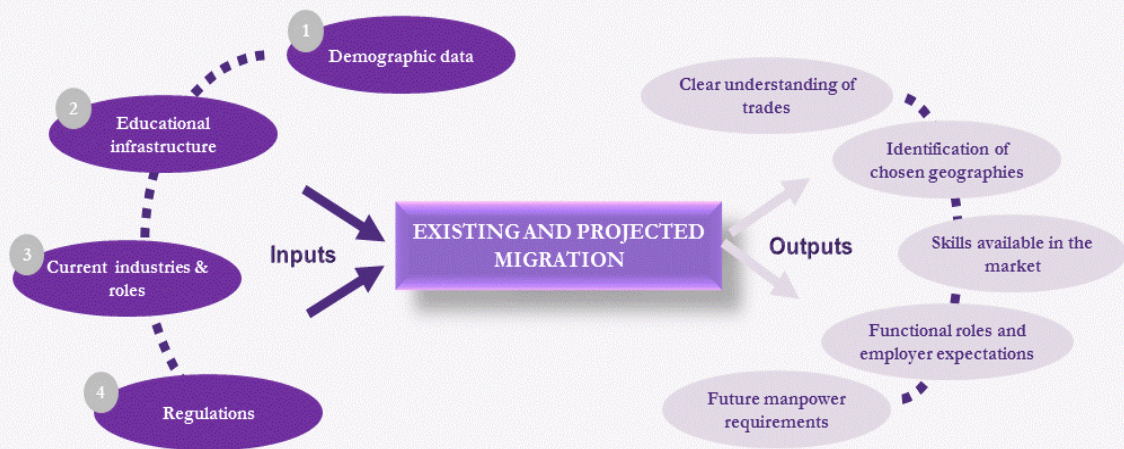 1
Demographic data
2
Educational
infrastructure
3
Current industries &
roles
4
Regulations
Inputs
EXISTING AND PROJECTED
MIGRATION
Outputs
Clear understanding of
trades
Identification of
chosen geographies
Skills available in the
market
Functional roles and
employer expectations
Future manpower
requirements